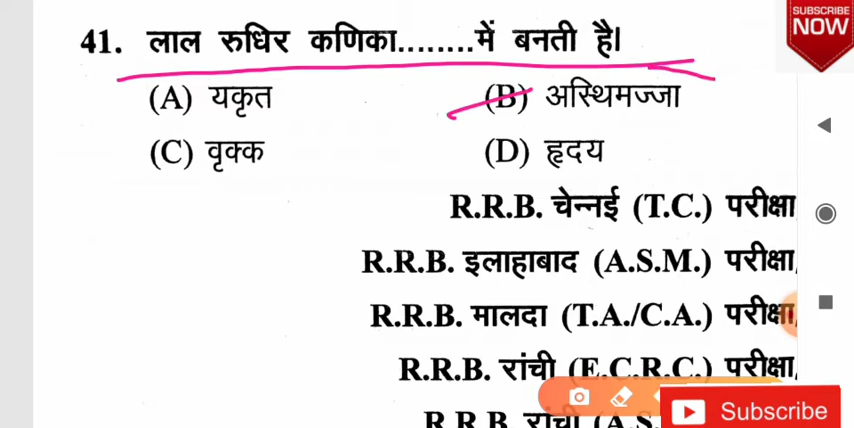 SUBSCRIBE
NOW
41. लाल रुधिर कणिका........में बनती है।
(A) यकृत (B) अस्थिमज्जा
(C) वृक्क (D) हृदय
R.R.B. चेन्नई (T.C.) परीक्षा,
R.R.B. इलाहाबाद (A.S.M.) परीक्षा,
R.R.B. मालदा (T.A./C.A.) परीक्षा,
R.R.B. रांची (E.C.R.C.) परीक्षा,
R.R.B. रांची (A.S.
Subscribe